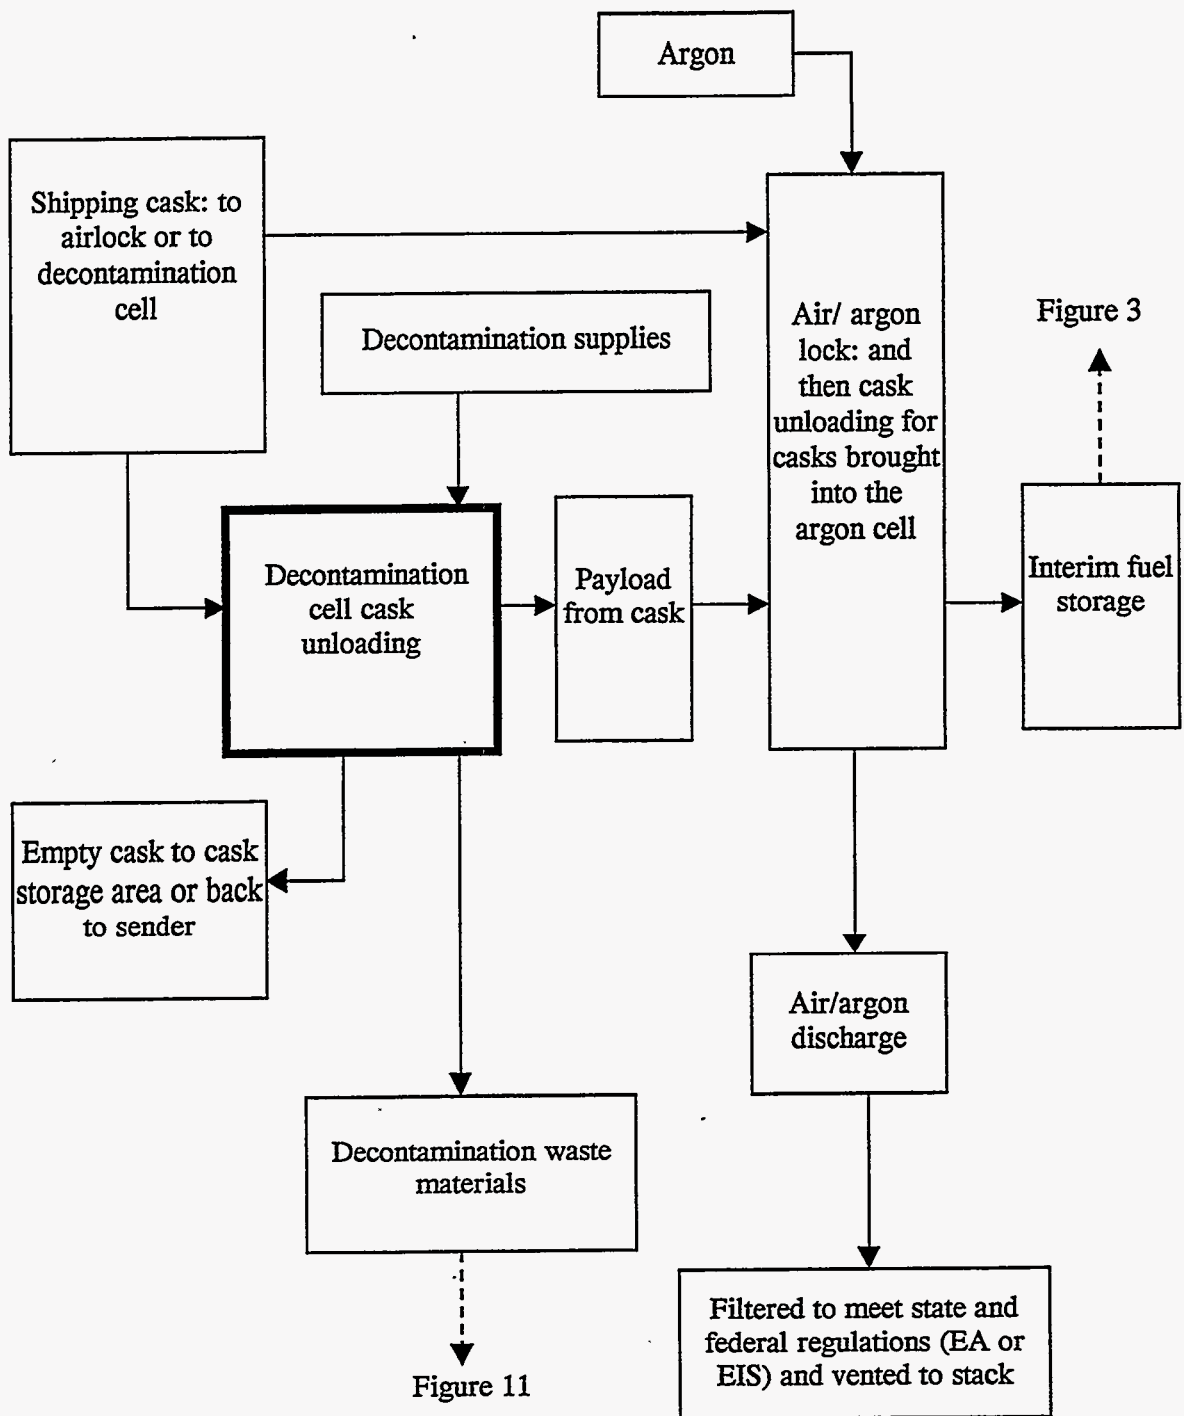 Argon
Shipping cask: to
airlock or to
decontamination
cell
Decontamination supplies
Air/ argon
lock: and
then cask
unloading for
casks brought
into the
argon cell
Figure 3
Decontamination
cell cask
unloading
Payload
from cask
Interim fuel
storage
Empty cask to cask
storage area or back
to sender
Air/argon
discharge
Decontamination waste
materials
Filtered to meet state and
federal regulations (EA or
EIS) and vented to stack
Figure 11